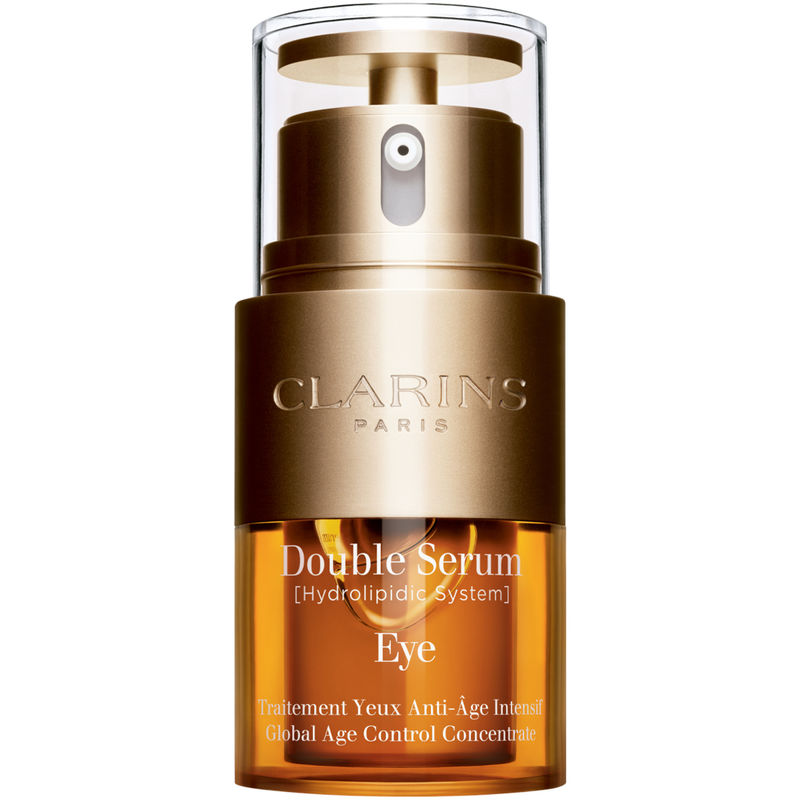 CLARINS
PARIS
Double Serum
[Hydrolipidic System]
Eye
Traitement Yeux Anti-Âge Intensif
Global Age Control Concentrate